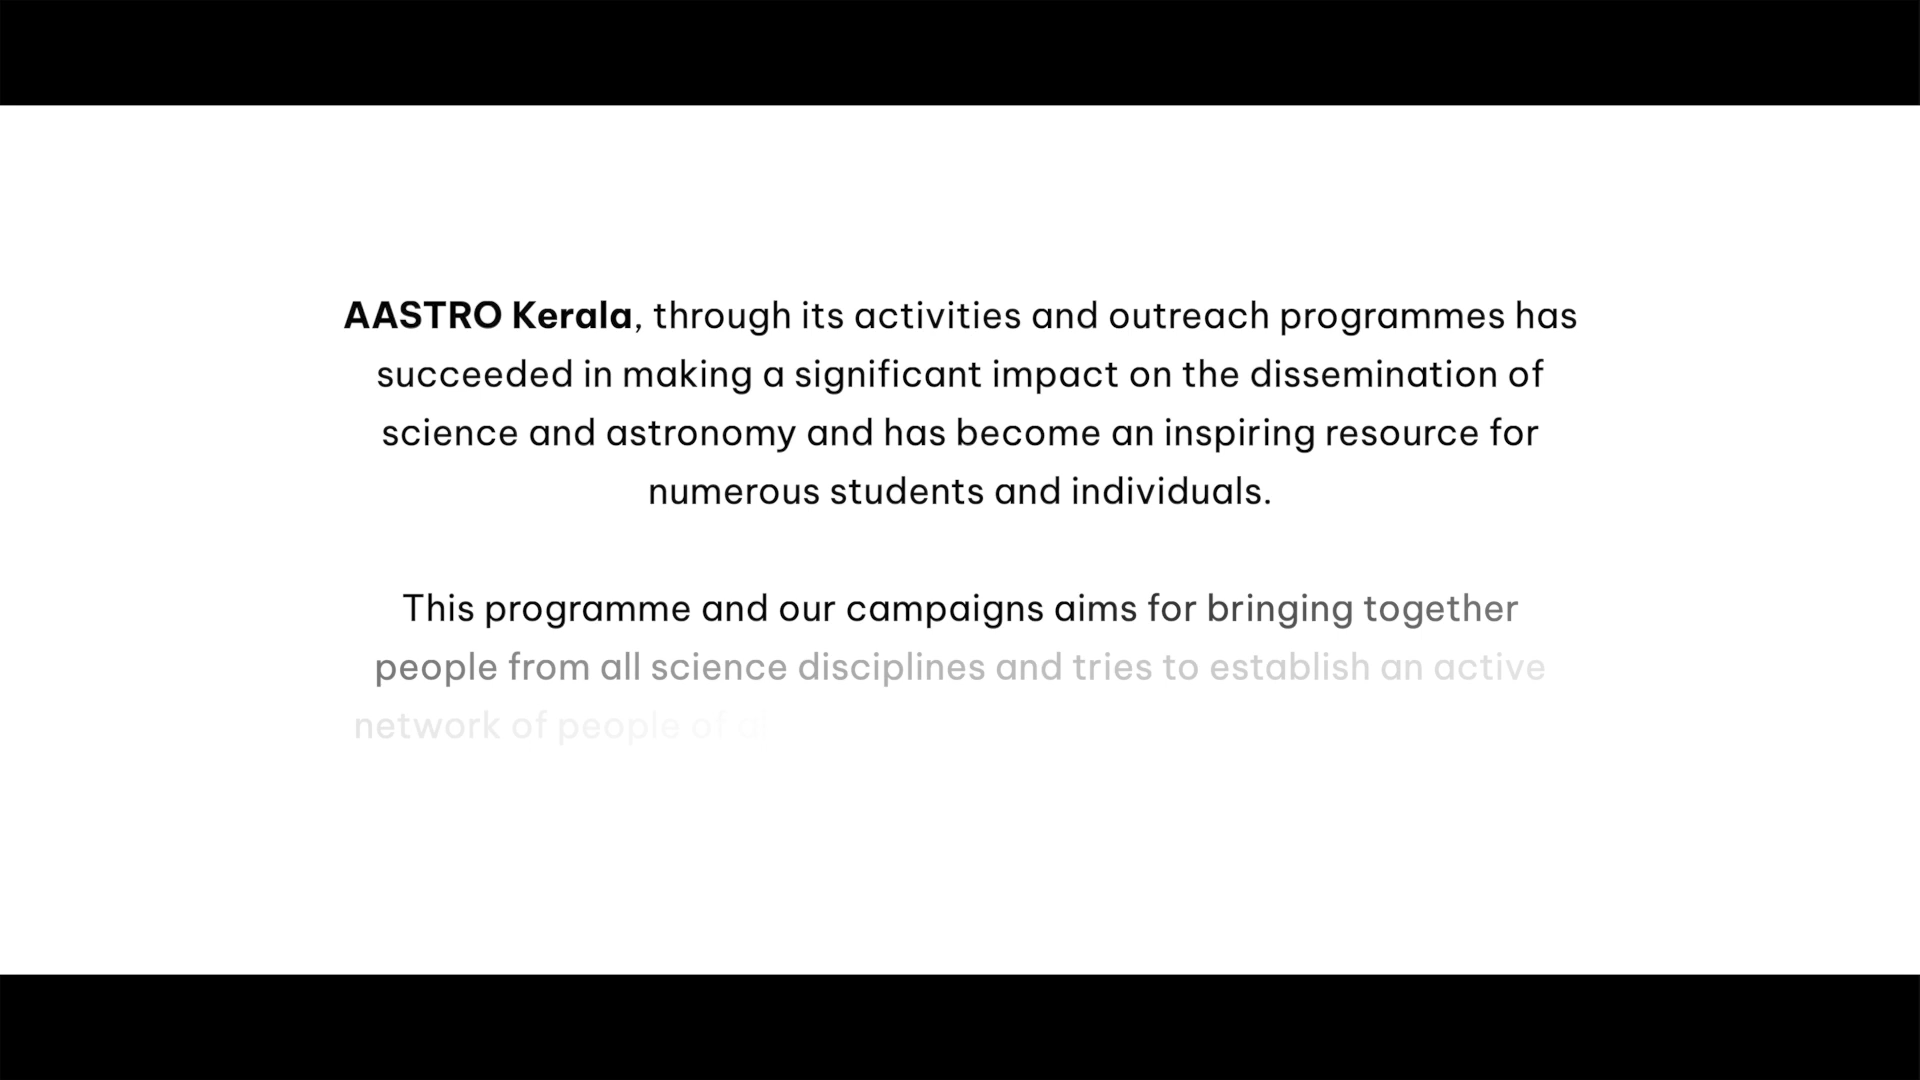 AASTRO Kerala, through its activities and outreach programmes has
succeeded in making a significant impact on the dissemination of
science and astronomy and has become an inspiring resource for
numerous students and individuals.
This programme and our campaigns aims for bringing together
people from all science disciplines and tries to establish an active
network of people of